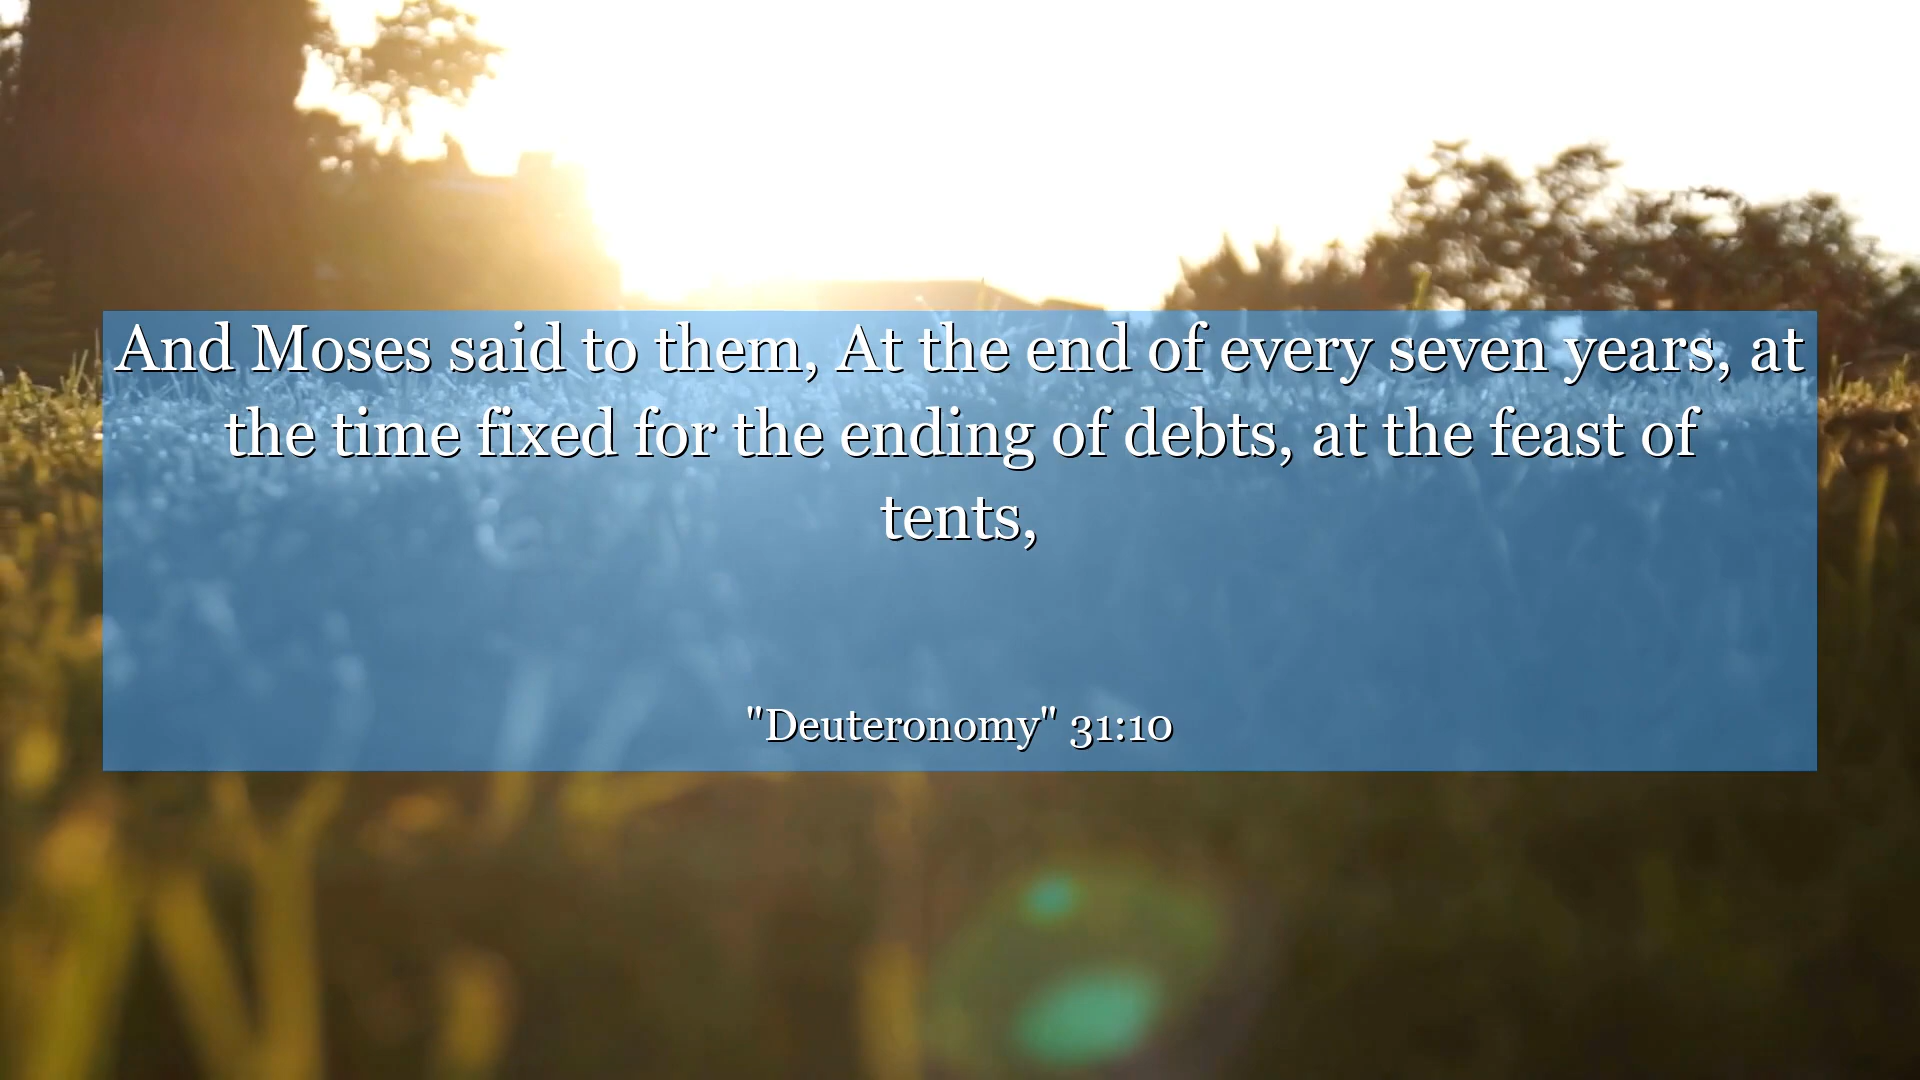 And Moses said to them, At the end of every seven years, at
the time fixed for the ending of debts, at the feast of
tents,
"Deuteronomy" 31:10